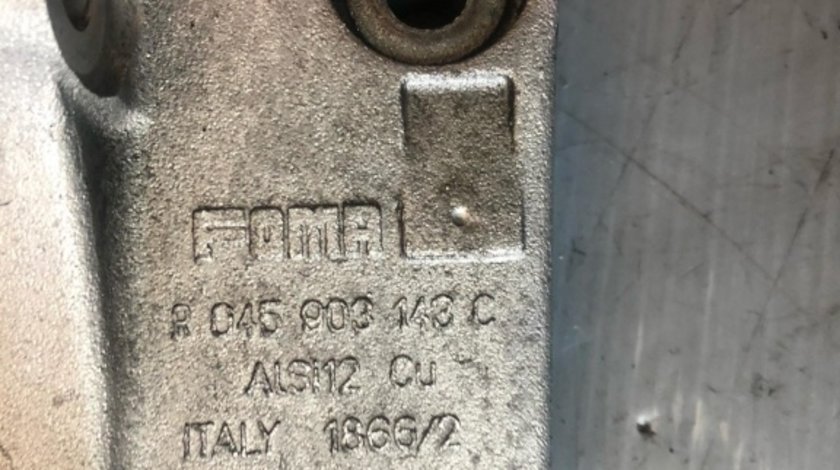 FOMA
R 045 903 143 C
AlSi12 Cu
ITALY 1866/2